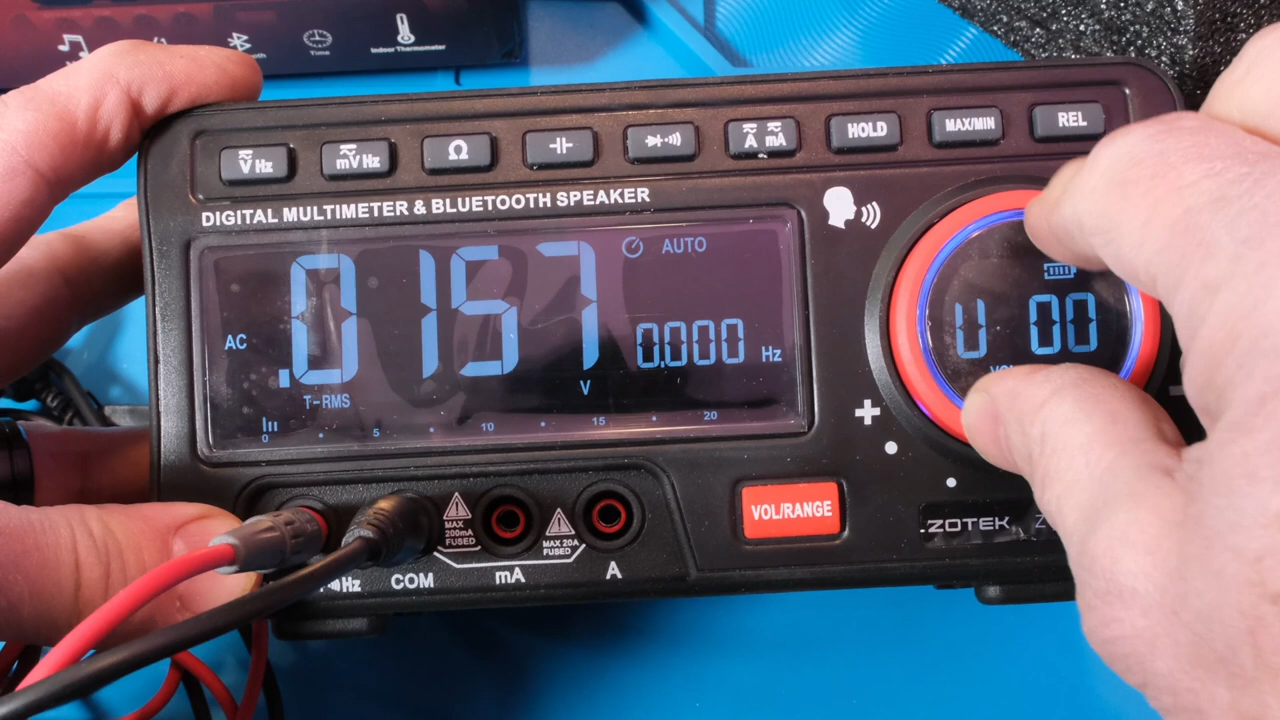 Time
Indoor Thermometer
V Hz
mV Hz
Ω
A mA
HOLD
MAX/MIN
REL
DIGITAL MULTIMETER & BLUETOOTH SPEAKER
AUTO
AC
.0157
0.000 Hz
V
T-RMS
0 5 10 15 20
U 00
+
VOL/RANGE
MAX
200mA
FUSED
MAX 20A
FUSED
ZOTEK
Hz COM mA A